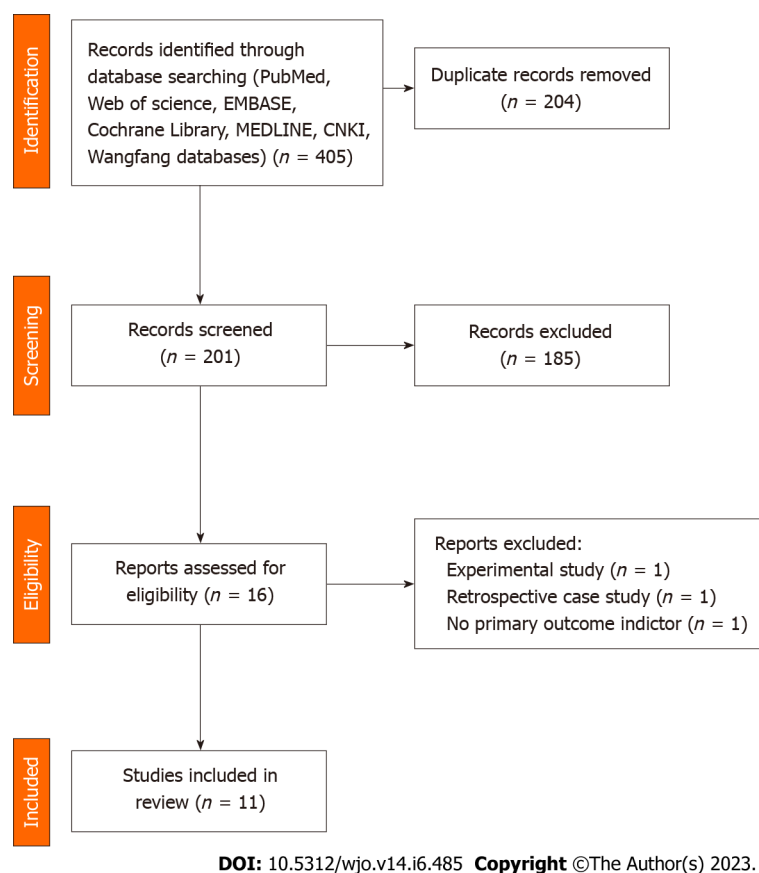 Identification
Records identified through
database searching (PubMed,
Web of science, EMBASE,
Cochrane Library, MEDLINE, CNKI,
Wangfang databases) (n = 405)
Duplicate records removed
(n = 204)
Screening
Records screened
(n = 201)
Records excluded
(n = 185)
Eligibility
Reports assessed for
eligibility (n = 16)
Reports excluded:
Experimental study (n = 1)
Retrospective case study (n = 1)
No primary outcome indictor (n = 1)
Included
Studies included in
review (n = 11)
DOI: 10.5312/wjo.v14.i6.485 Copyright ©The Author(s) 2023.